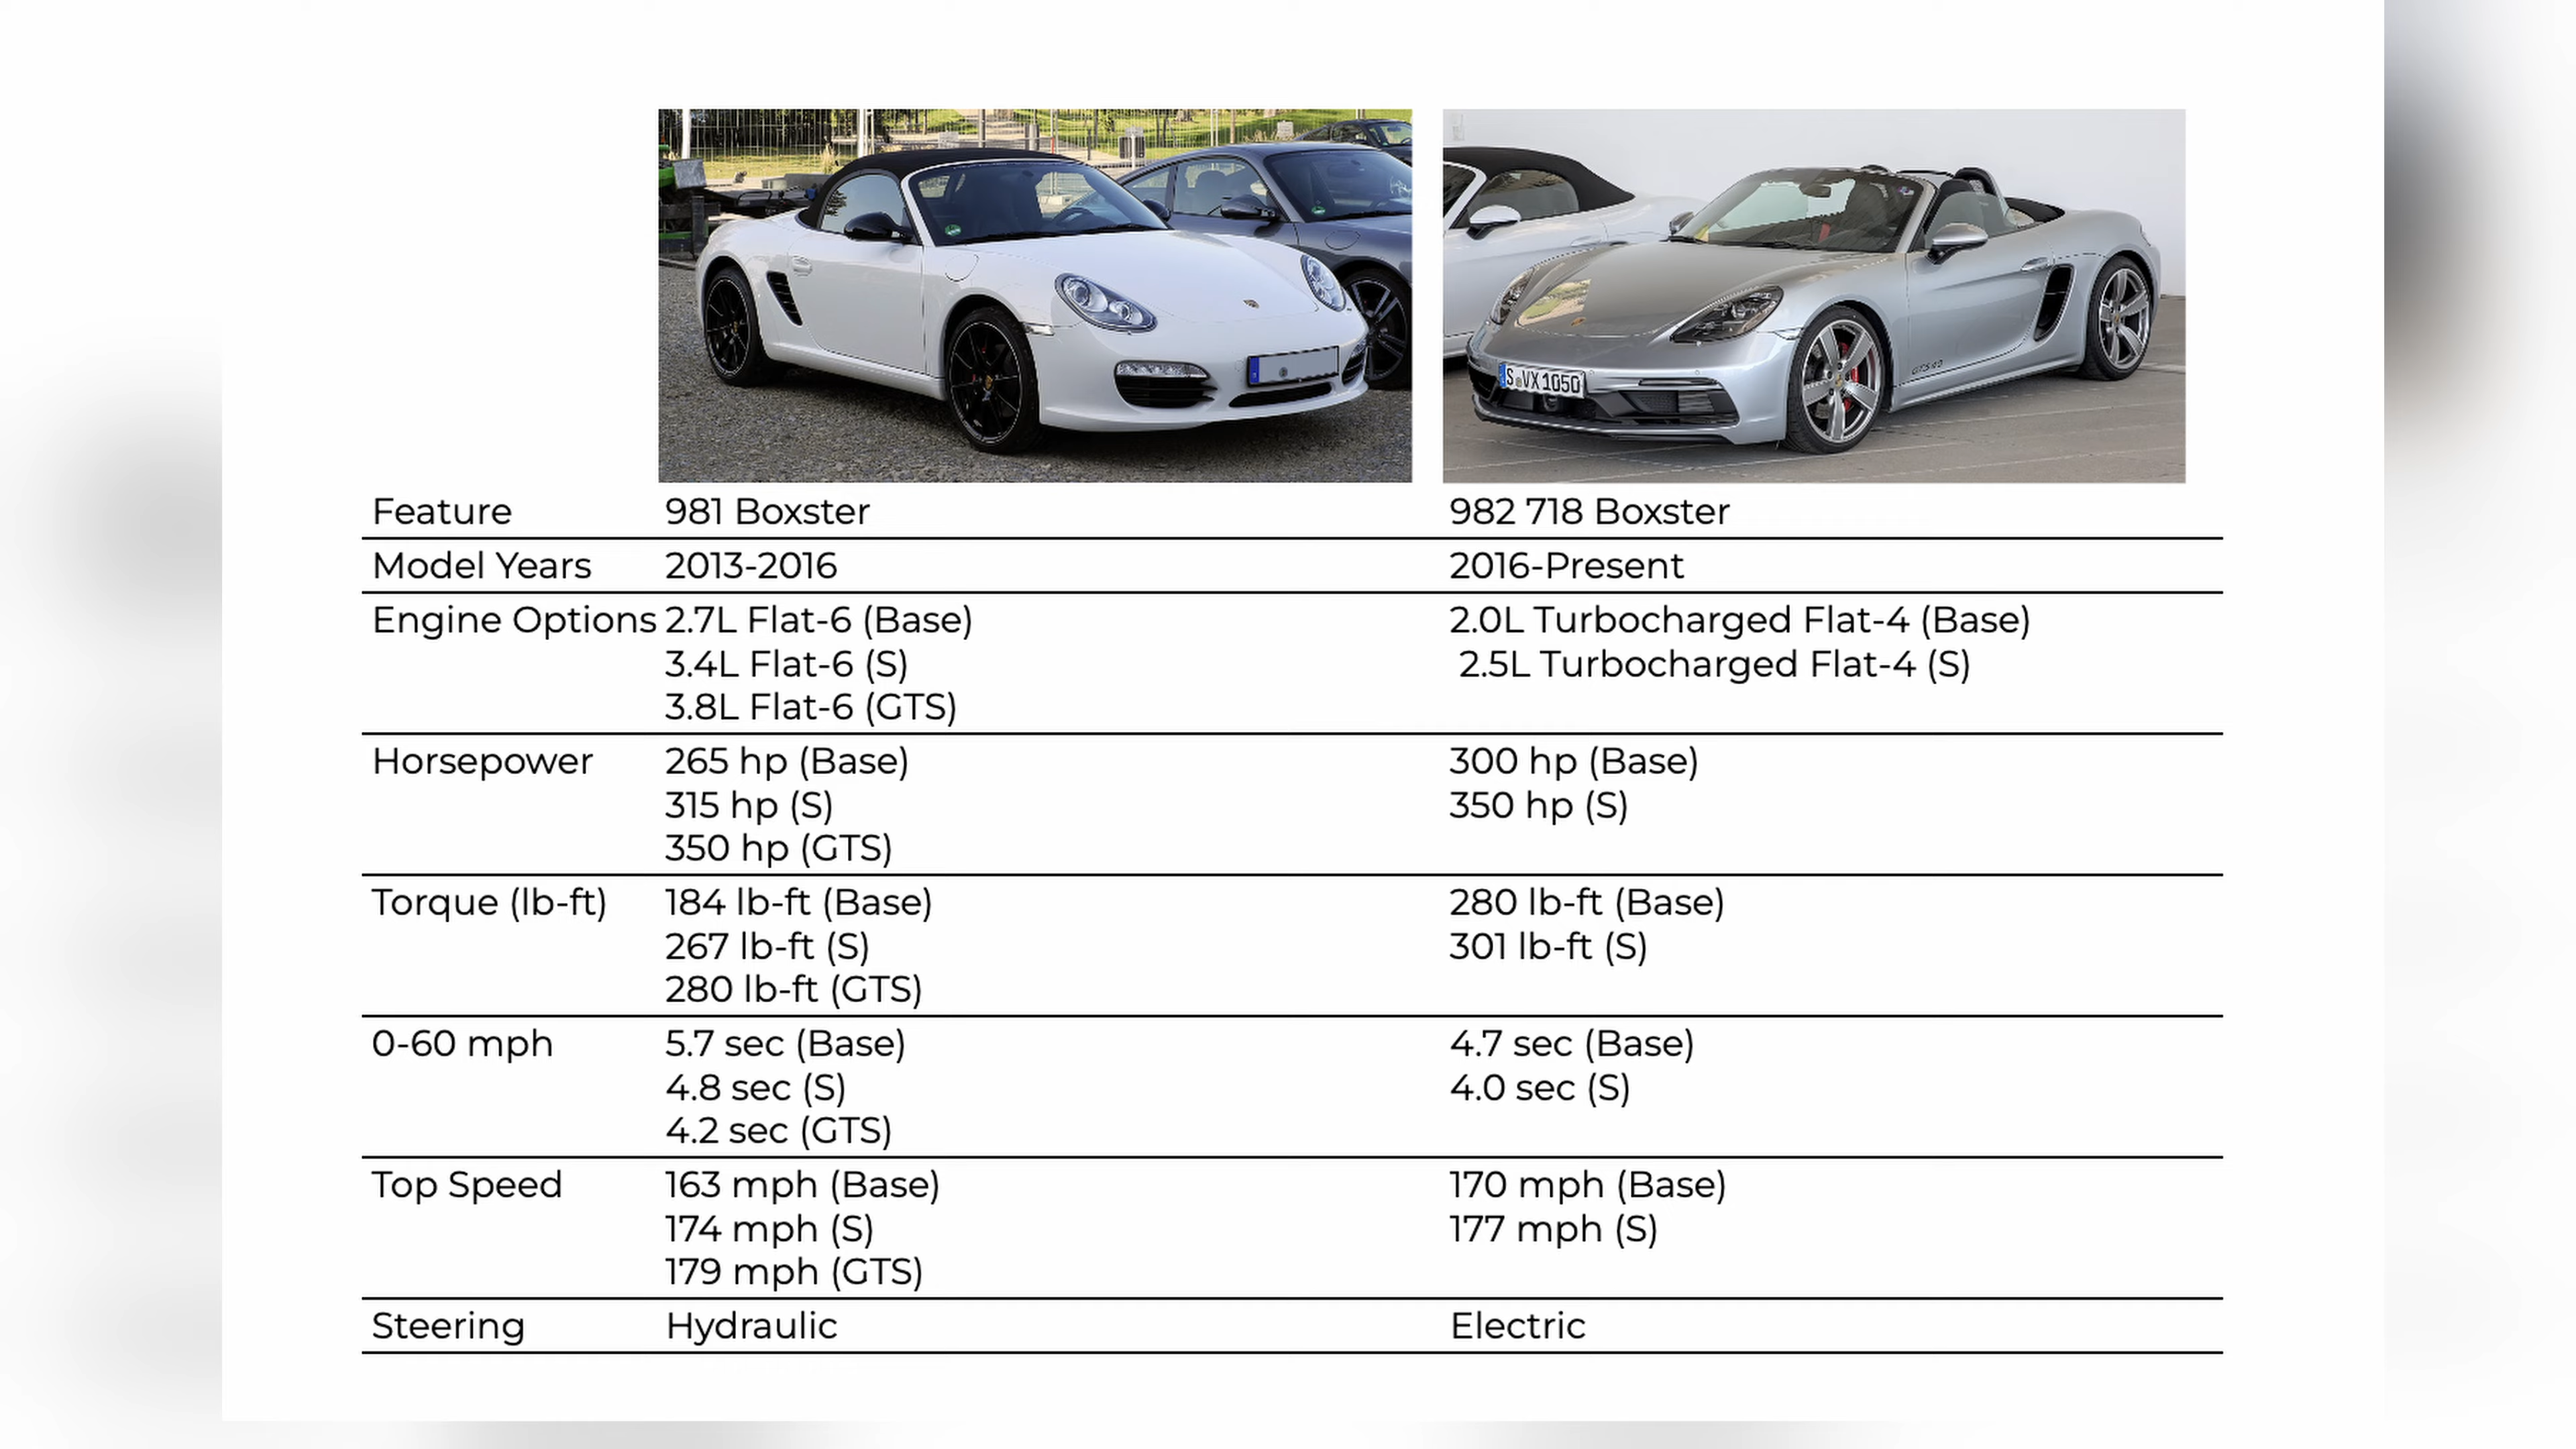 S VX 1050
GTS 4.0
Feature 981 Boxster 982 718 Boxster
Model Years 2013-2016 2016-Present
Engine Options 2.7L Flat-6 (Base) 2.0L Turbocharged Flat-4 (Base)
3.4L Flat-6 (S) 2.5L Turbocharged Flat-4 (S)
3.8L Flat-6 (GTS)
Horsepower 265 hp (Base) 300 hp (Base)
315 hp (S) 350 hp (S)
350 hp (GTS)
Torque (lb-ft) 184 lb-ft (Base) 280 lb-ft (Base)
267 lb-ft (S) 301 lb-ft (S)
280 lb-ft (GTS)
0-60 mph 5.7 sec (Base) 4.7 sec (Base)
4.8 sec (S) 4.0 sec (S)
4.2 sec (GTS)
Top Speed 163 mph (Base) 170 mph (Base)
174 mph (S) 177 mph (S)
179 mph (GTS)
Steering Hydraulic Electric